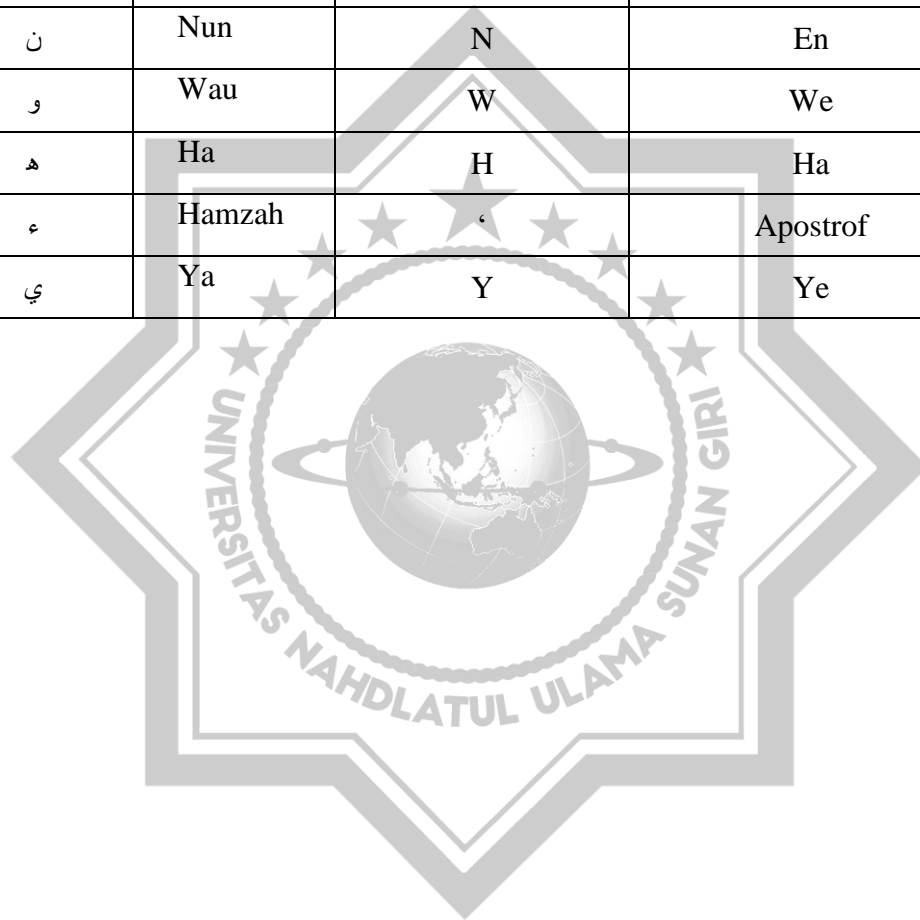 ن Nun N En
و Wau W We
ه Ha H Ha
ء Hamzah ‘ Apostrof
ي Ya Y Ye
UNIVERSITAS NAHDLATUL ULAMA SUNAN GIRI